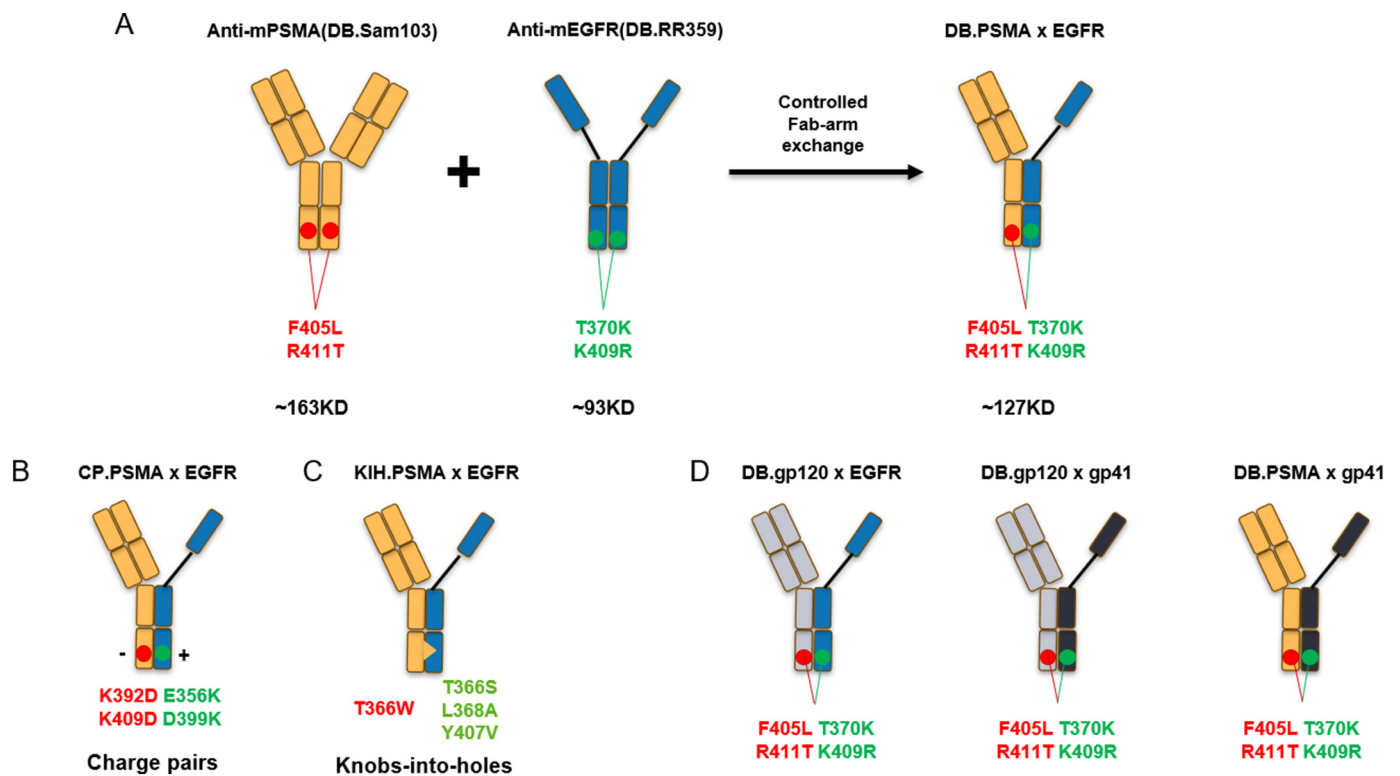 A
Anti-mPSMA(DB.Sam103)
Anti-mEGFR(DB.RR359)
DB.PSMA x EGFR
Controlled
Fab-arm
exchange
+
F405L
R411T
T370K
K409R
F405L T370K
R411T K409R
~163KD
~93KD
~127KD
B
CP.PSMA x EGFR
- +
K392D E356K
K409D D399K
Charge pairs
C
KIH.PSMA x EGFR
T366W
T366S
L368A
Y407V
Knobs-into-holes
D
DB.gp120 x EGFR
F405L T370K
R411T K409R
DB.gp120 x gp41
F405L T370K
R411T K409R
DB.PSMA x gp41
F405L T370K
R411T K409R